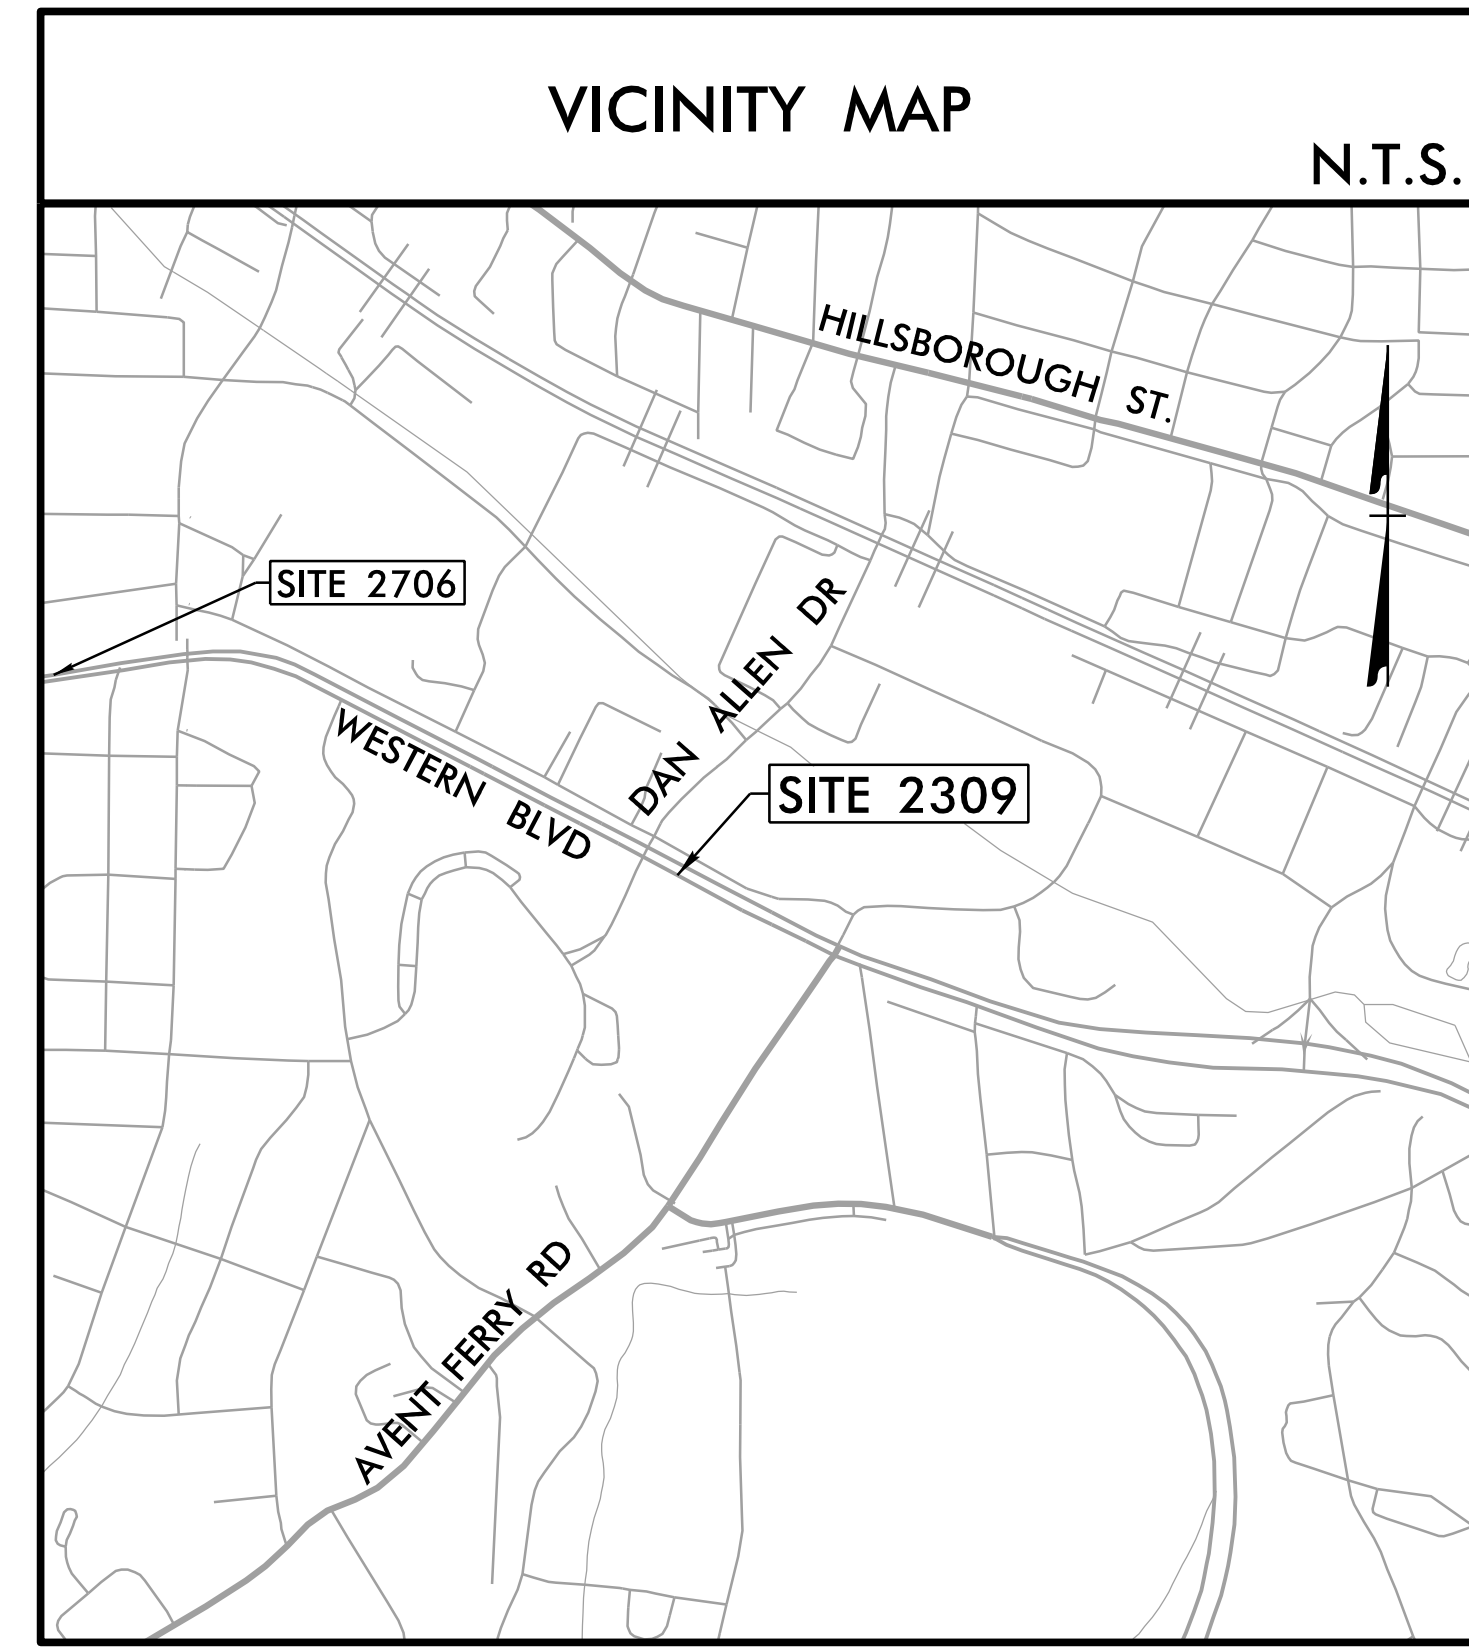 VICINITY MAP
N.T.S.
HILLSBOROUGH ST.
SITE 2706
DAN ALLEN DR
WESTERN BLVD
SITE 2309
AVENT FERRY RD